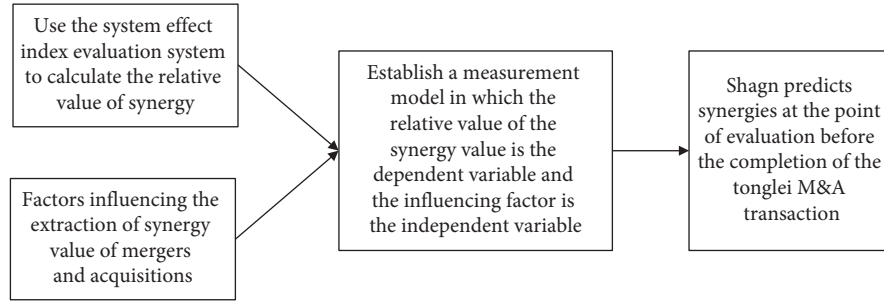 Use the system effect
index evaluation system
to calculate the relative
value of synergy
Factors influencing the
extraction of synergy
value of mergers
and acquisitions
Establish a measurement
model in which the
relative value of the
synergy value is the
dependent variable and
the influencing factor is
the independent variable
Shagn predicts
synergies at the point
of evaluation before
the completion of the
tonglei M&A
transaction